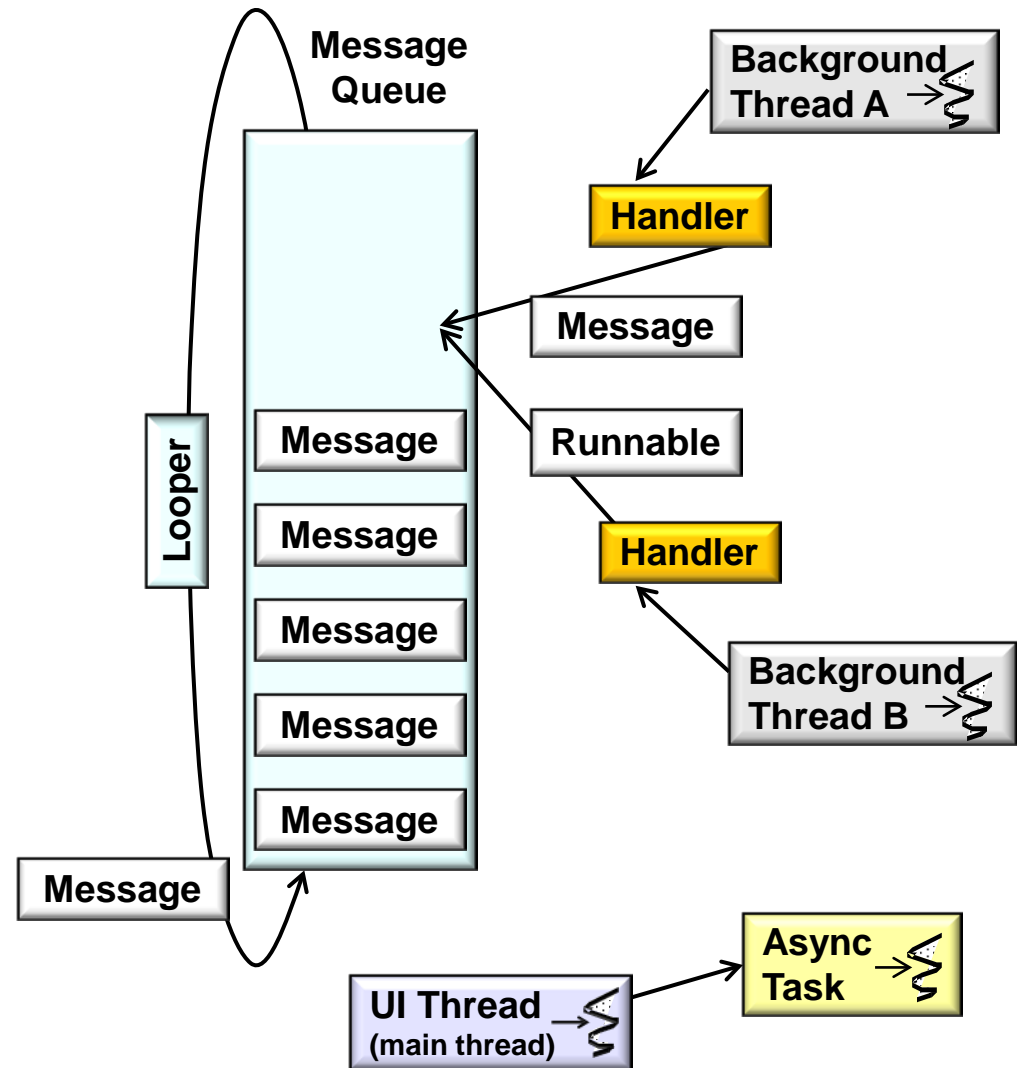 Message
Queue
Background
Thread A
Handler
Message
Message
Runnable
Looper
Message
Handler
Message
Background
Thread B
Message
Message
Message
Async
Task
UI Thread
(main thread)